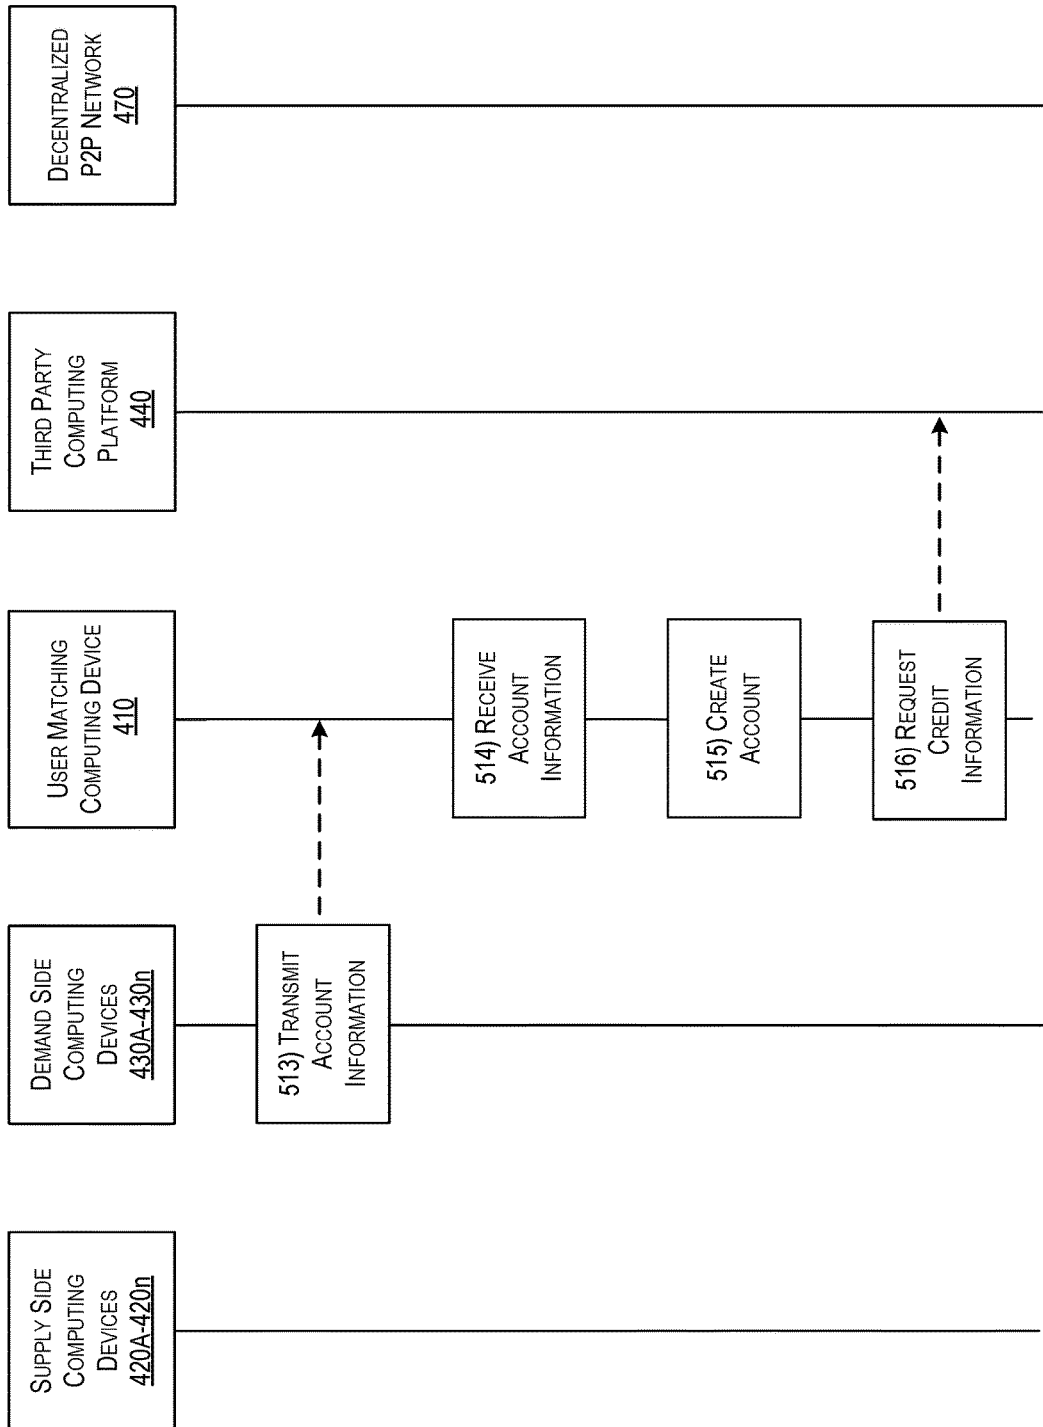 SUPPLY SIDE
COMPUTING
DEVICES
420A-420n
DEMAND SIDE
COMPUTING
DEVICES
430A-430n
USER MATCHING
COMPUTING DEVICE
410
THIRD PARTY
COMPUTING
PLATFORM
440
DECENTRALIZED
P2P NETWORK
470
513) TRANSMIT
ACCOUNT
INFORMATION
514) RECEIVE
ACCOUNT
INFORMATION
515) CREATE
ACCOUNT
516) REQUEST
CREDIT
INFORMATION